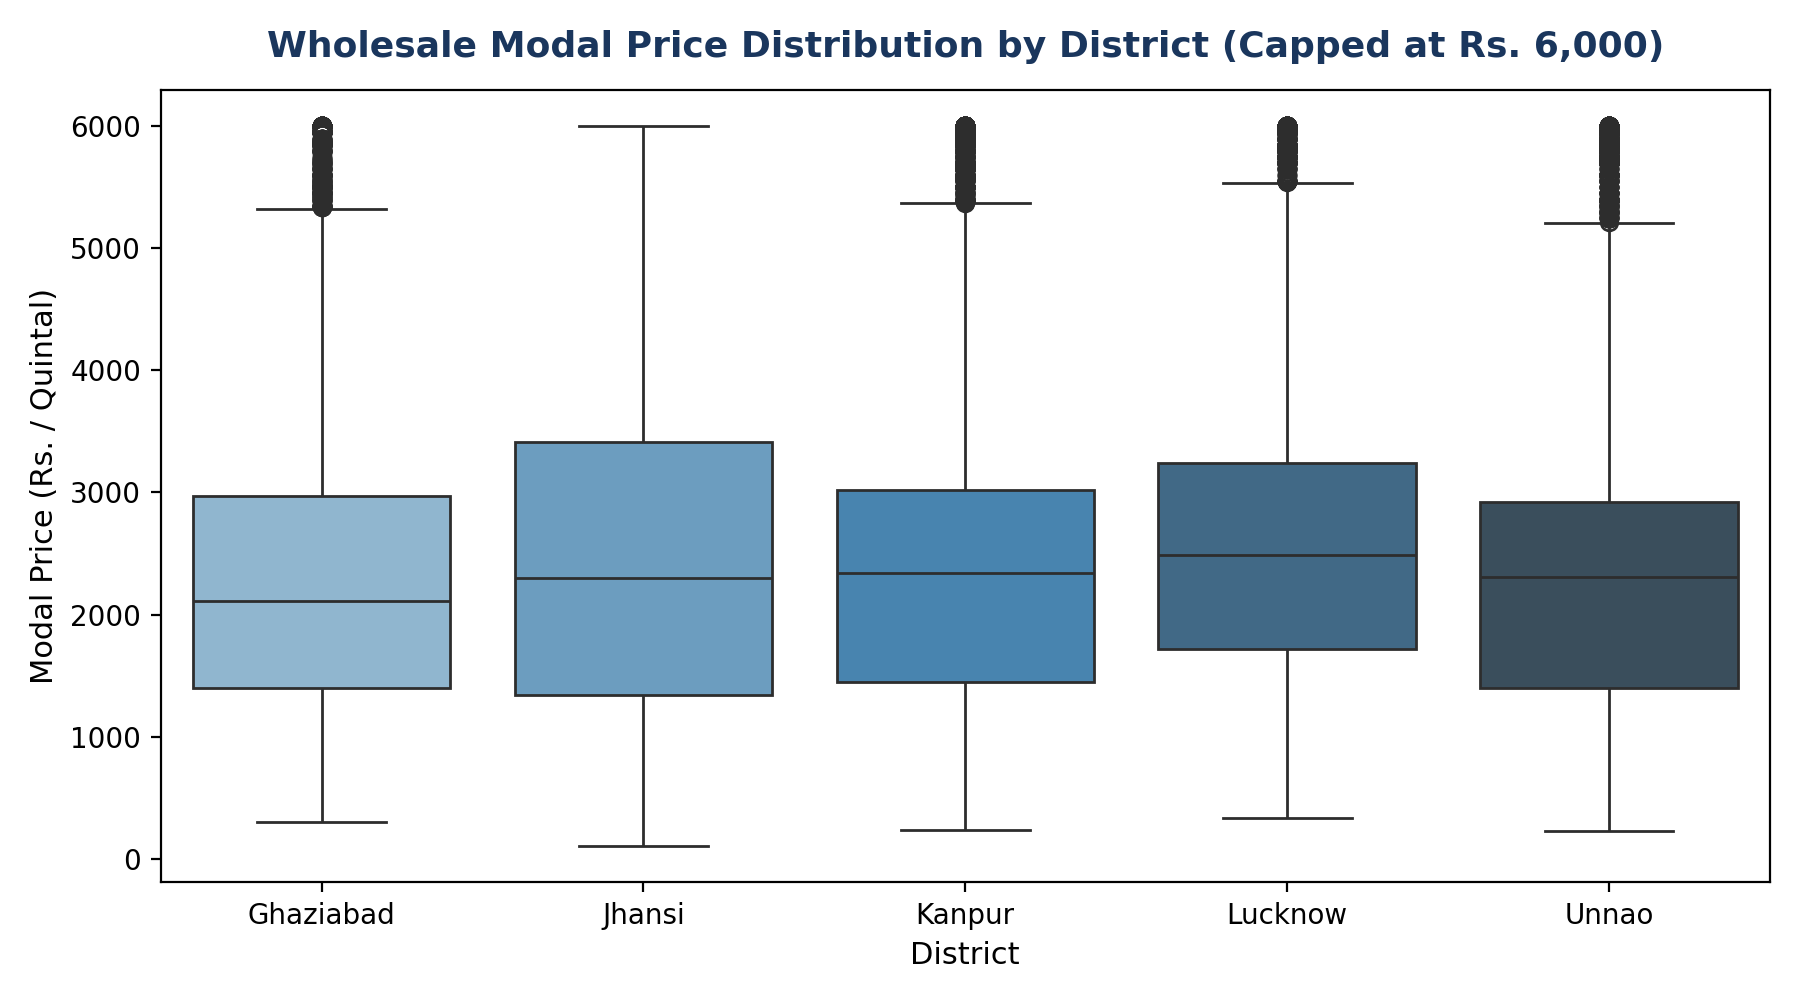 Wholesale Modal Price Distribution by District (Capped at Rs. 6,000)
Modal Price (Rs. / Quintal)
6000
5000
4000
3000
2000
1000
0
Ghaziabad Jhansi Kanpur Lucknow Unnao
District